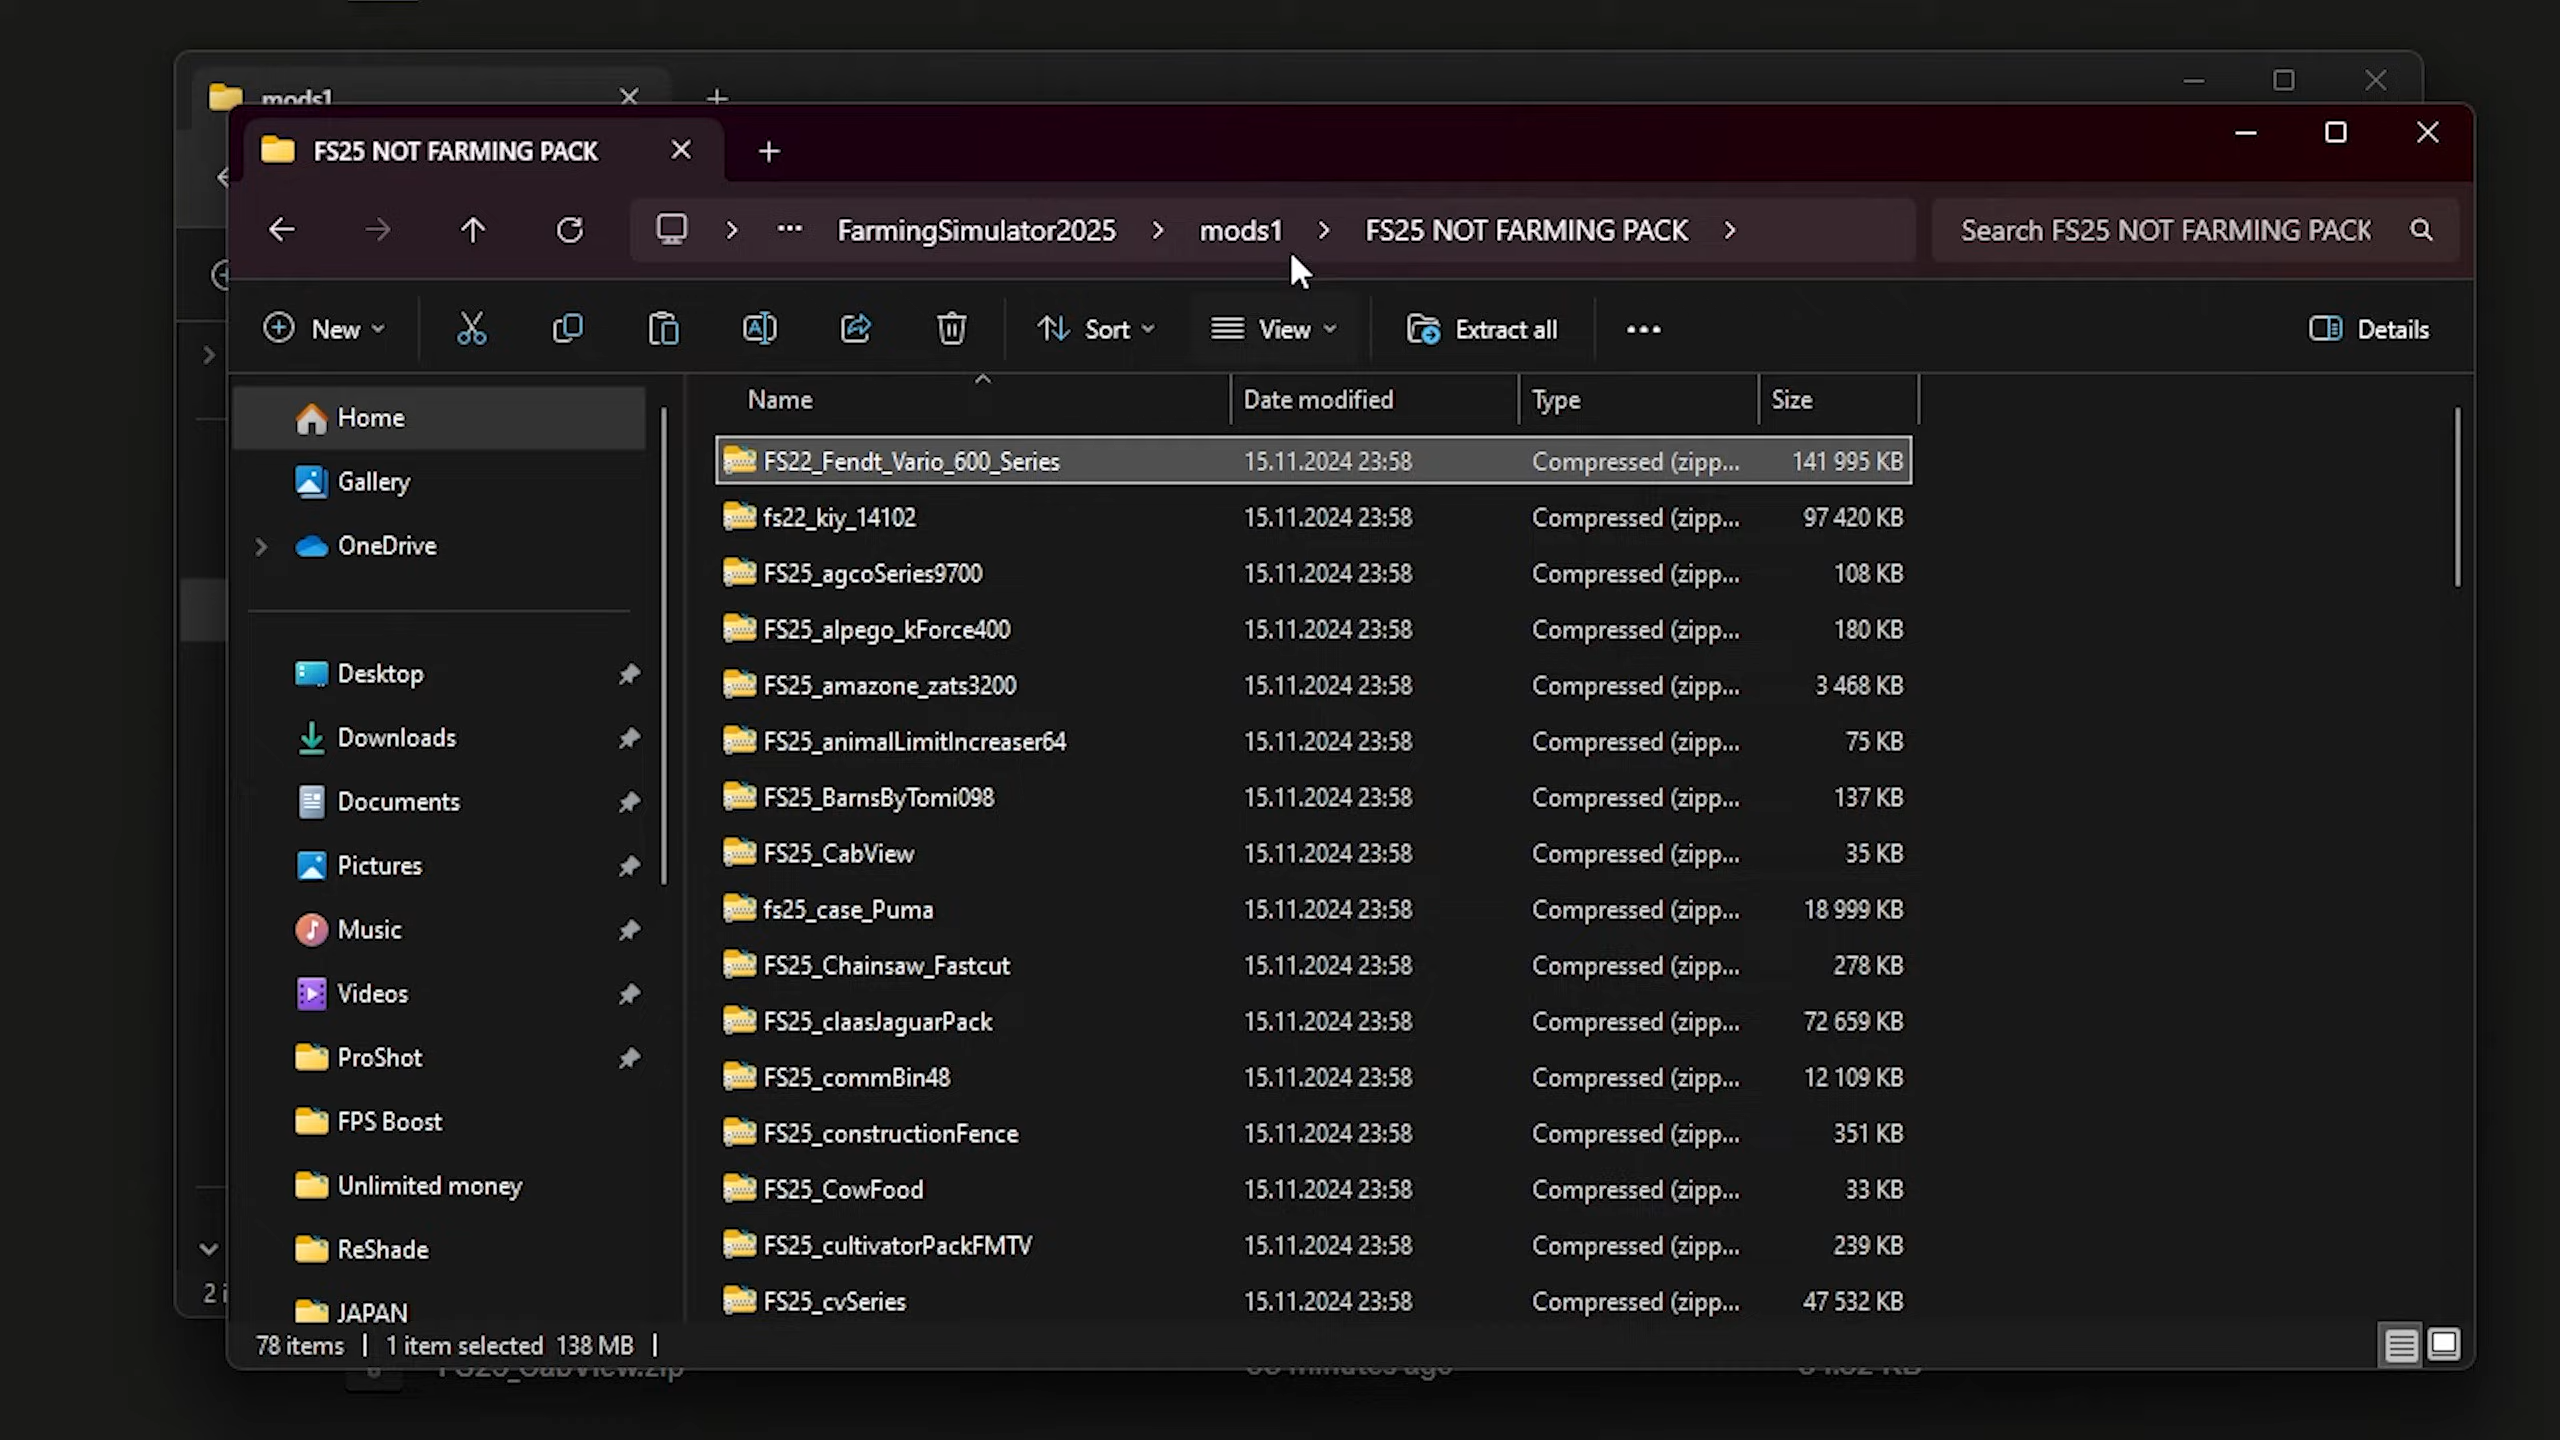 mods1
FS25 NOT FARMING PACK
FarmingSimulator2025 mods1 FS25 NOT FARMING PACK
Search FS25 NOT FARMING PACK
New Sort View Extract all Details
Name Date modified Type Size
Home
Gallery
OneDrive
Desktop
Downloads
Documents
Pictures
Music
Videos
ProShot
FPS Boost
Unlimited money
ReShade
JAPAN
FS22_Fendt_Vario_600_Series 15.11.2024 23:58 Compressed (zipp... 141 995 KB
fs22_kiy_14102 15.11.2024 23:58 Compressed (zipp... 97 420 KB
FS25_agcoSeries9700 15.11.2024 23:58 Compressed (zipp... 108 KB
FS25_alpego_kForce400 15.11.2024 23:58 Compressed (zipp... 180 KB
FS25_amazone_zats3200 15.11.2024 23:58 Compressed (zipp... 3 468 KB
FS25_animalLimitIncreaser64 15.11.2024 23:58 Compressed (zipp... 75 KB
FS25_BarnsByTomi098 15.11.2024 23:58 Compressed (zipp... 137 KB
FS25_CabView 15.11.2024 23:58 Compressed (zipp... 35 KB
fs25_case_Puma 15.11.2024 23:58 Compressed (zipp... 18 999 KB
FS25_Chainsaw_Fastcut 15.11.2024 23:58 Compressed (zipp... 278 KB
FS25_claasJaguarPack 15.11.2024 23:58 Compressed (zipp... 72 659 KB
FS25_commBin48 15.11.2024 23:58 Compressed (zipp... 12 109 KB
FS25_constructionFence 15.11.2024 23:58 Compressed (zipp... 351 KB
FS25_CowFood 15.11.2024 23:58 Compressed (zipp... 33 KB
FS25_cultivatorPackFMTV 15.11.2024 23:58 Compressed (zipp... 239 KB
FS25_cvSeries 15.11.2024 23:58 Compressed (zipp... 47 532 KB
78 items 1 item selected 138 MB
FS25_CabView.zip minutes ago KB